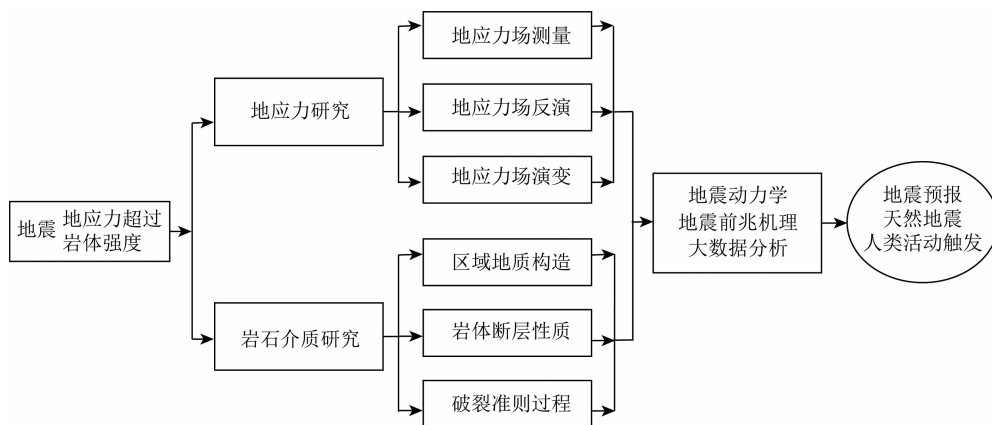 地震
地应力超过
岩体强度
地应力研究
岩石介质研究
地应力场测量
地应力场反演
地应力场演变
区域地质构造
岩体断层性质
破裂准则过程
地震动力学
地震前兆机理
大数据分析
地震预报
天然地震
人类活动触发